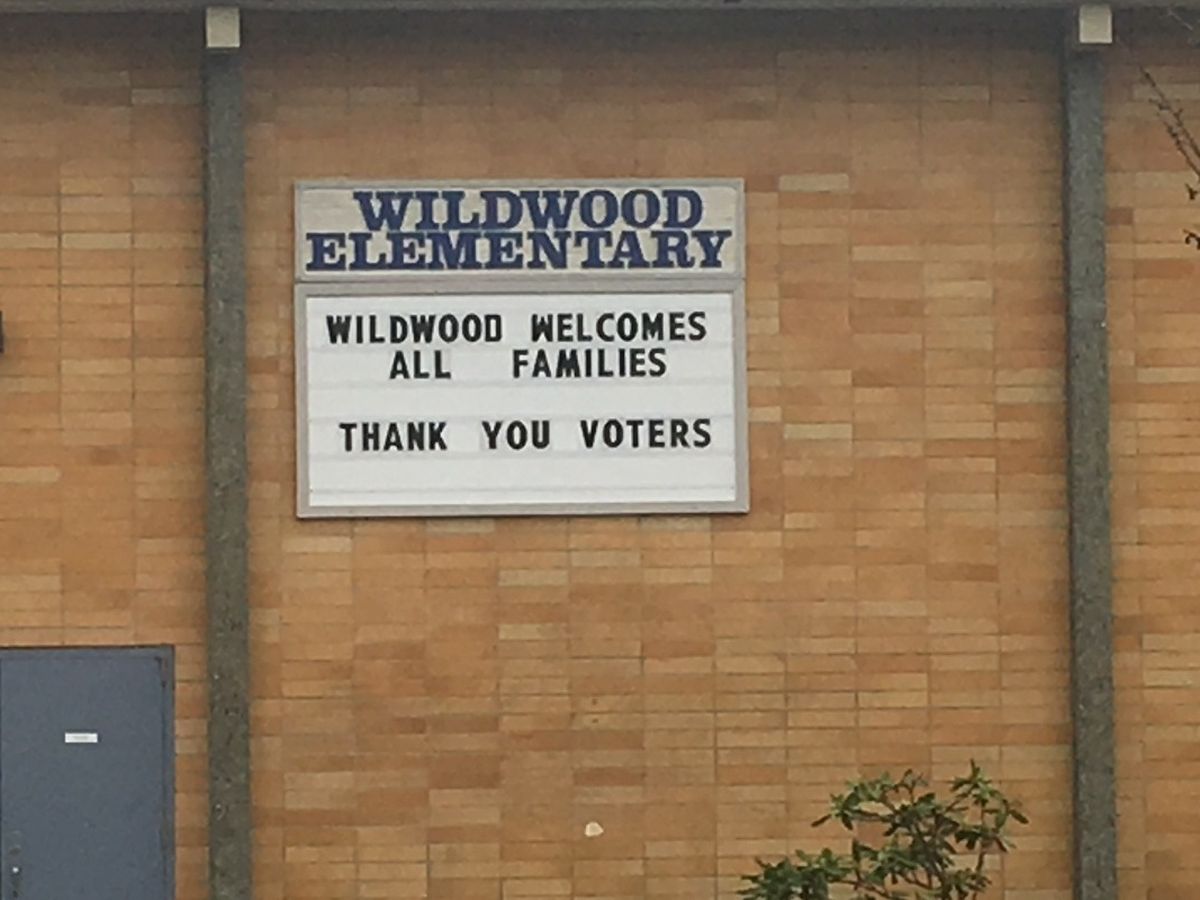 WILDWOOD
ELEMENTARY
WILDWOOD WELCOMES
ALL FAMILIES
THANK YOU VOTERS